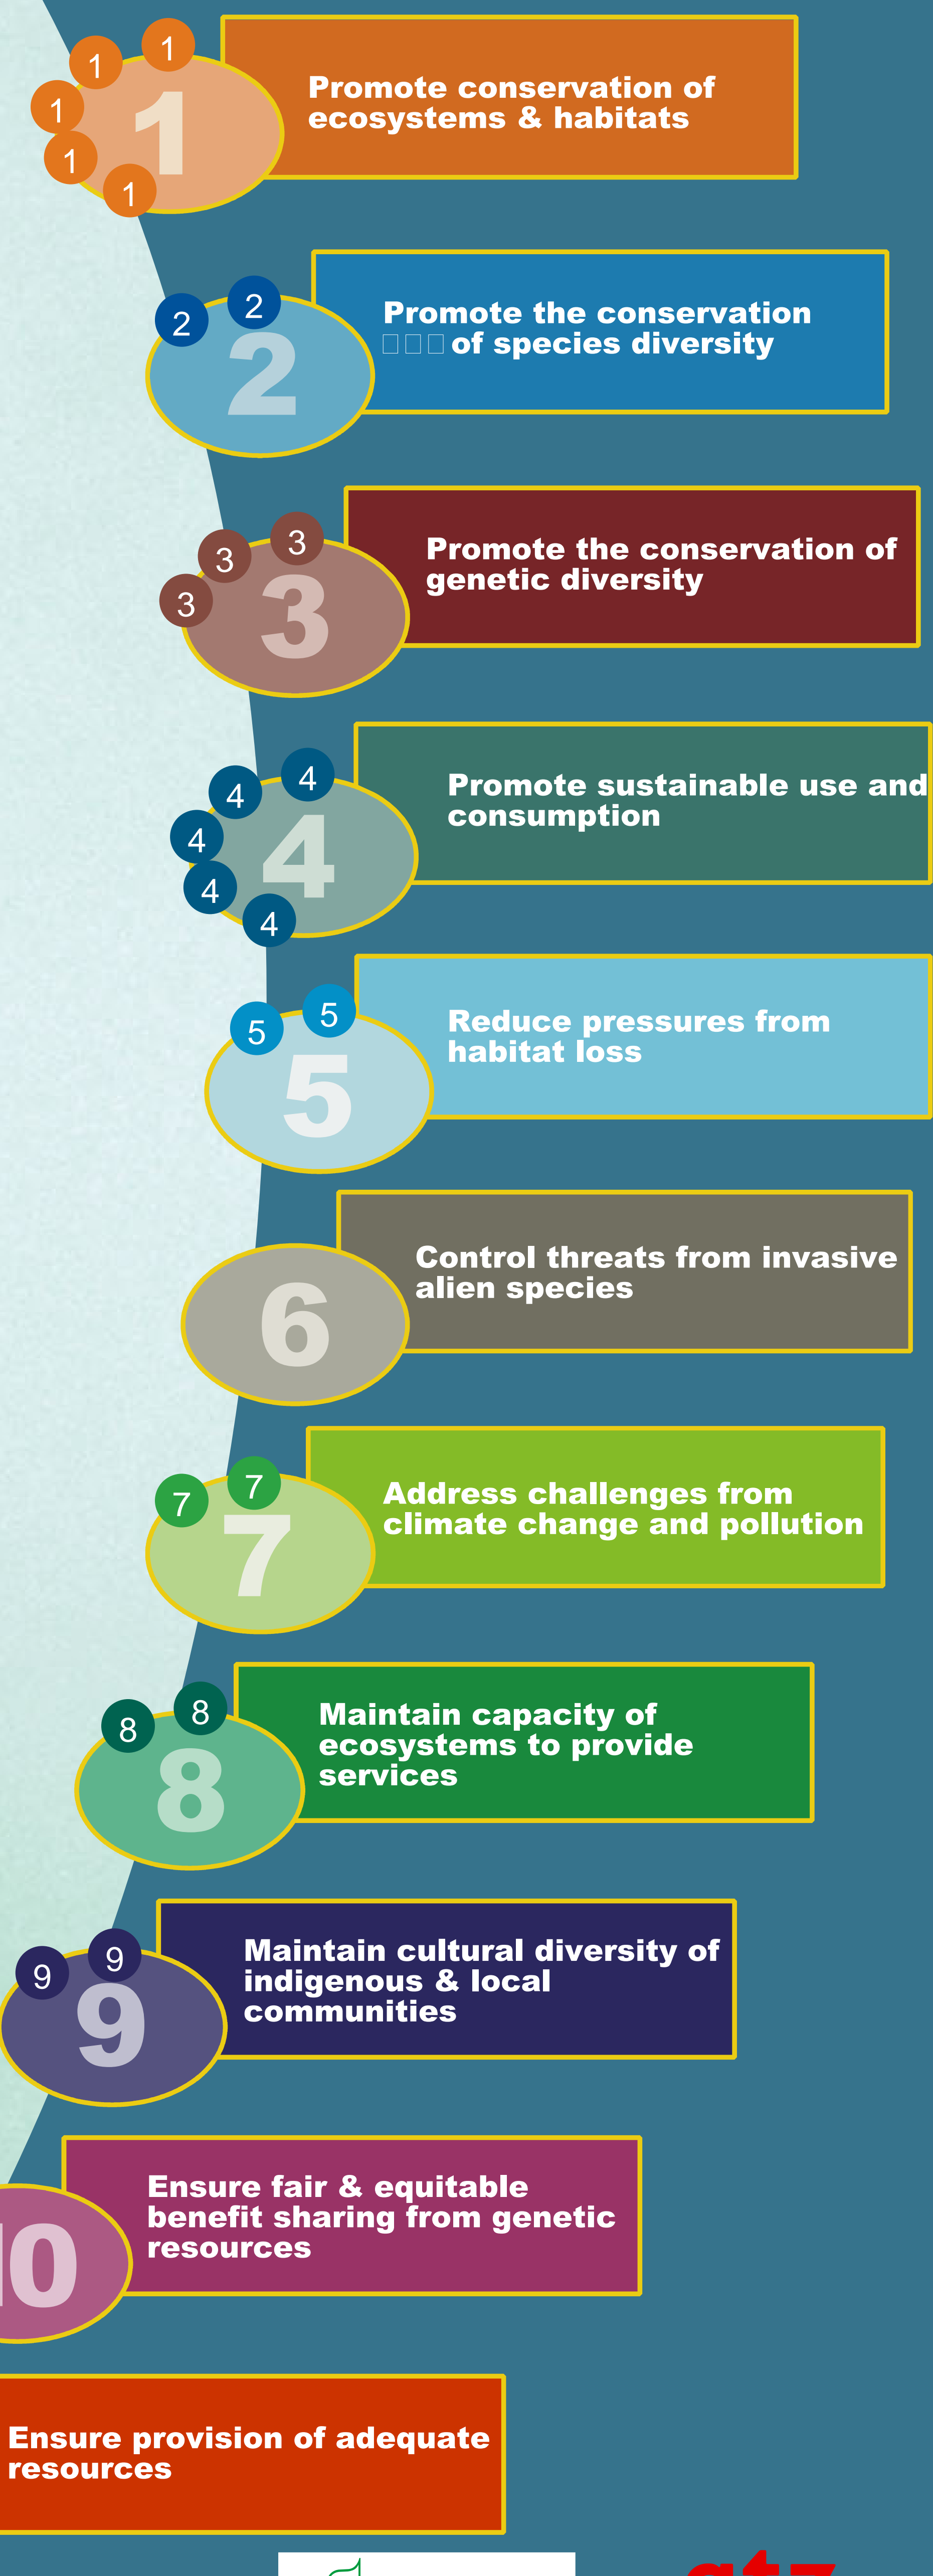 1
1
1
1
1
1
Promote conservation of
ecosystems & habitats
2
2
2
Promote the conservation
of species diversity
3
3
3
3
Promote the conservation of
genetic diversity
4
4
4
4
4
4
Promote sustainable use and
consumption
5
5
5
Reduce pressures from
habitat loss
6
Control threats from invasive
alien species
7
7
7
Address challenges from
climate change and pollution
8
8
8
Maintain capacity of
ecosystems to provide
services
9
9
9
Maintain cultural diversity of
indigenous & local
communities
10
Ensure fair & equitable
benefit sharing from genetic
resources
Ensure provision of adequate
resources